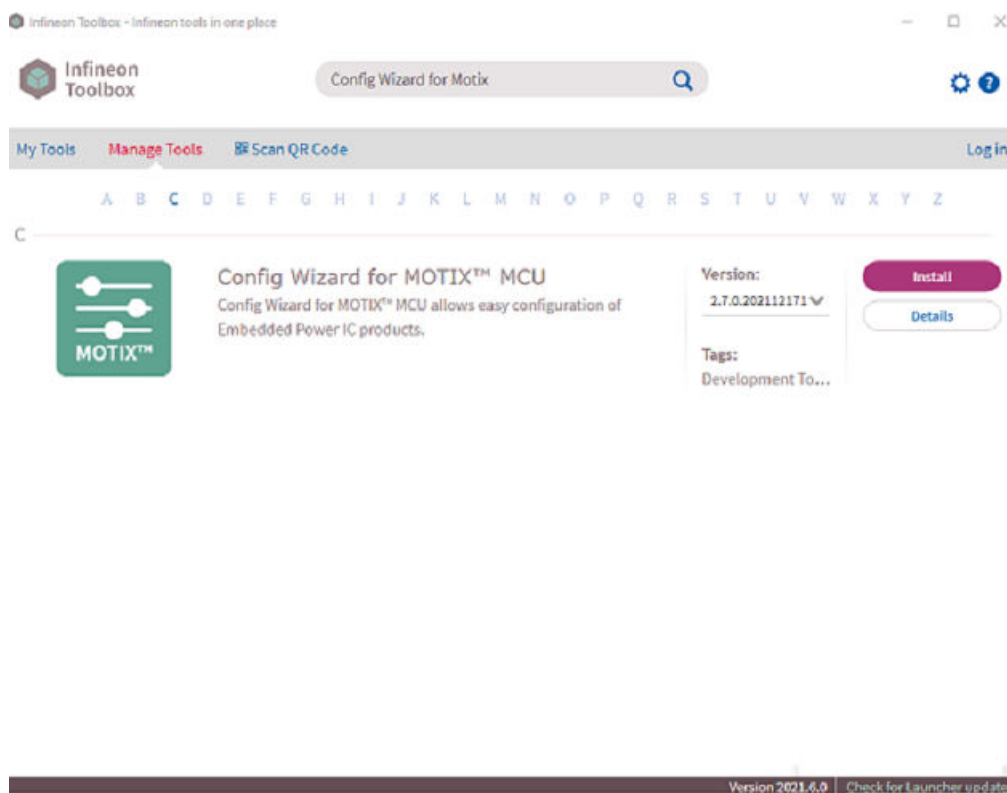 Infineon Toolbox - Infineon tools in one place
Infineon
Toolbox
Config Wizard for Motix
?
My Tools Manage Tools Scan QR Code Log in
A B C D E F G H I J K L M N O P Q R S T U V W X Y Z
C
Config Wizard for MOTIX™ MCU
Config Wizard for MOTIX™ MCU allows easy configuration of
Embedded Power IC products.
MOTIX™
Version:
2.7.0.202112171
Tags:
Development To...
Install
Details
Version 2021.6.0 Check for Launcher update